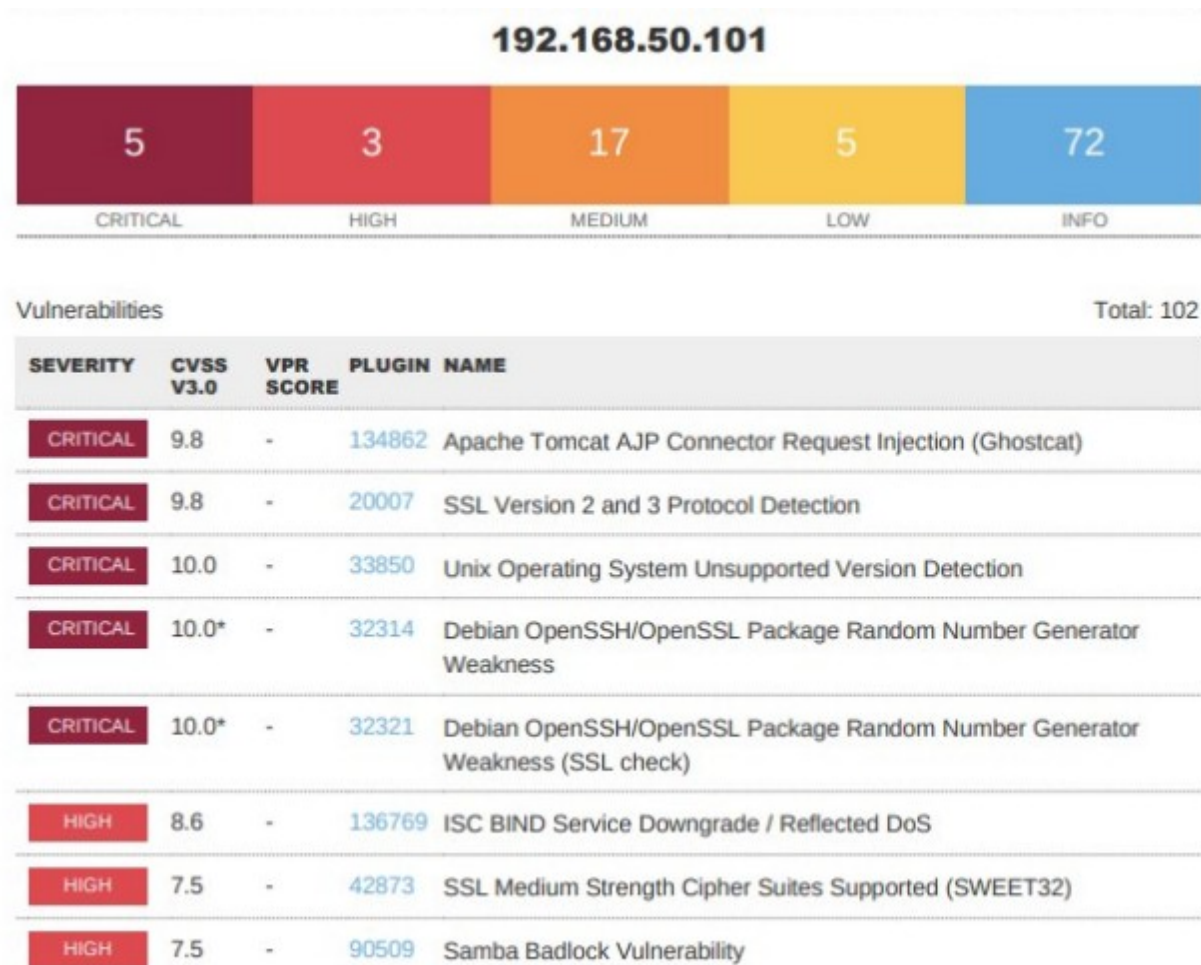 192.168.50.101
5 3 17 5 72
CRITICAL HIGH MEDIUM LOW INFO
Vulnerabilities Total: 102
SEVERITY CVSS V3.0 VPR SCORE PLUGIN NAME
CRITICAL 9.8 - 134862 Apache Tomcat AJP Connector Request Injection (Ghostcat)
CRITICAL 9.8 - 20007 SSL Version 2 and 3 Protocol Detection
CRITICAL 10.0 - 33850 Unix Operating System Unsupported Version Detection
CRITICAL 10.0* - 32314 Debian OpenSSH/OpenSSL Package Random Number Generator
Weakness
CRITICAL 10.0* - 32321 Debian OpenSSH/OpenSSL Package Random Number Generator
Weakness (SSL check)
HIGH 8.6 - 136769 ISC BIND Service Downgrade / Reflected DoS
HIGH 7.5 - 42873 SSL Medium Strength Cipher Suites Supported (SWEET32)
HIGH 7.5 - 90509 Samba Badlock Vulnerability